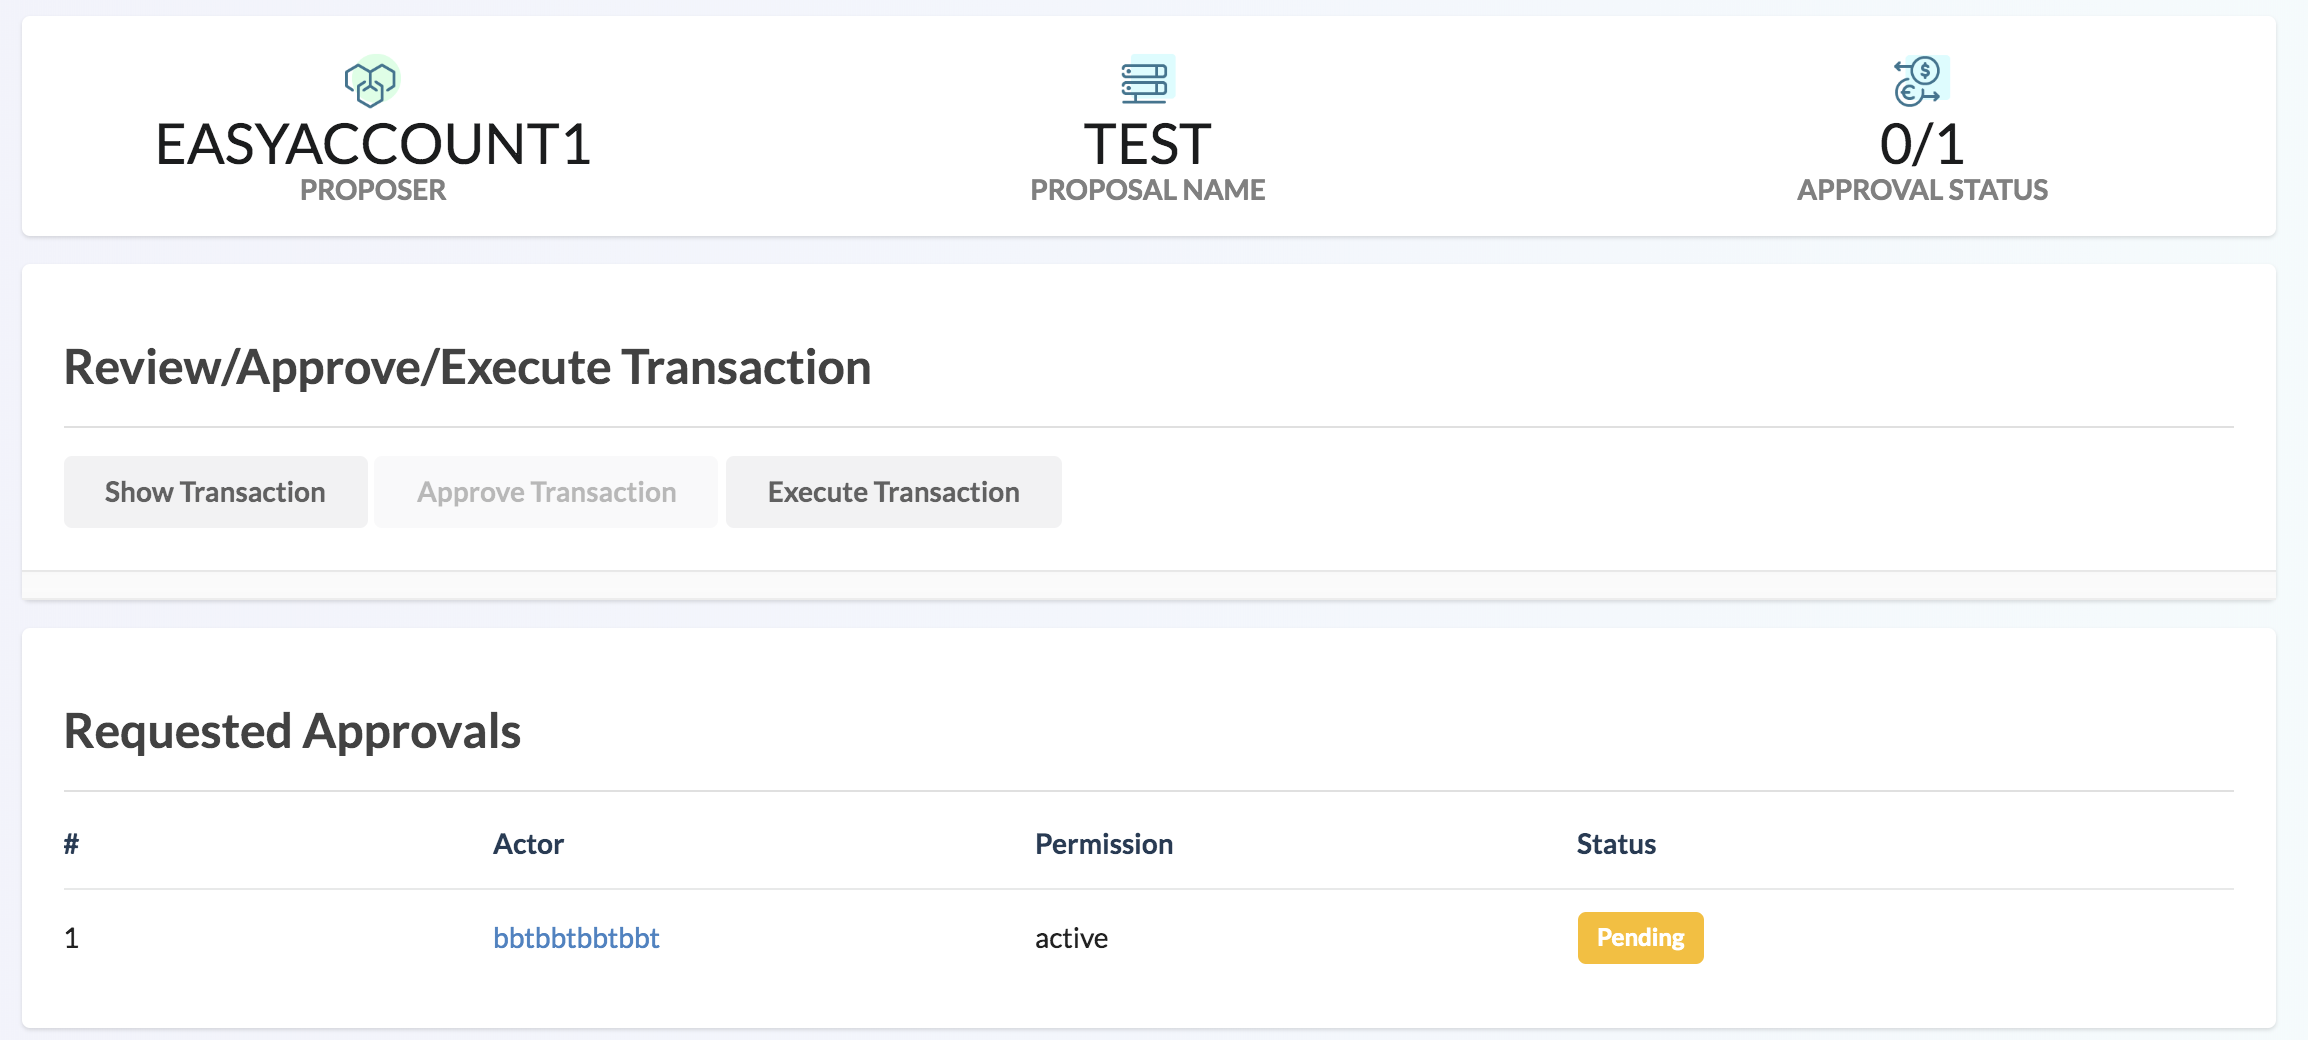 EASYACCOUNT1
PROPOSER
TEST
PROPOSAL NAME
0/1
APPROVAL STATUS
Review/Approve/Execute Transaction
Show Transaction
Approve Transaction
Execute Transaction
Requested Approvals
# Actor Permission Status
1 bbtbbtbbtbbt active Pending